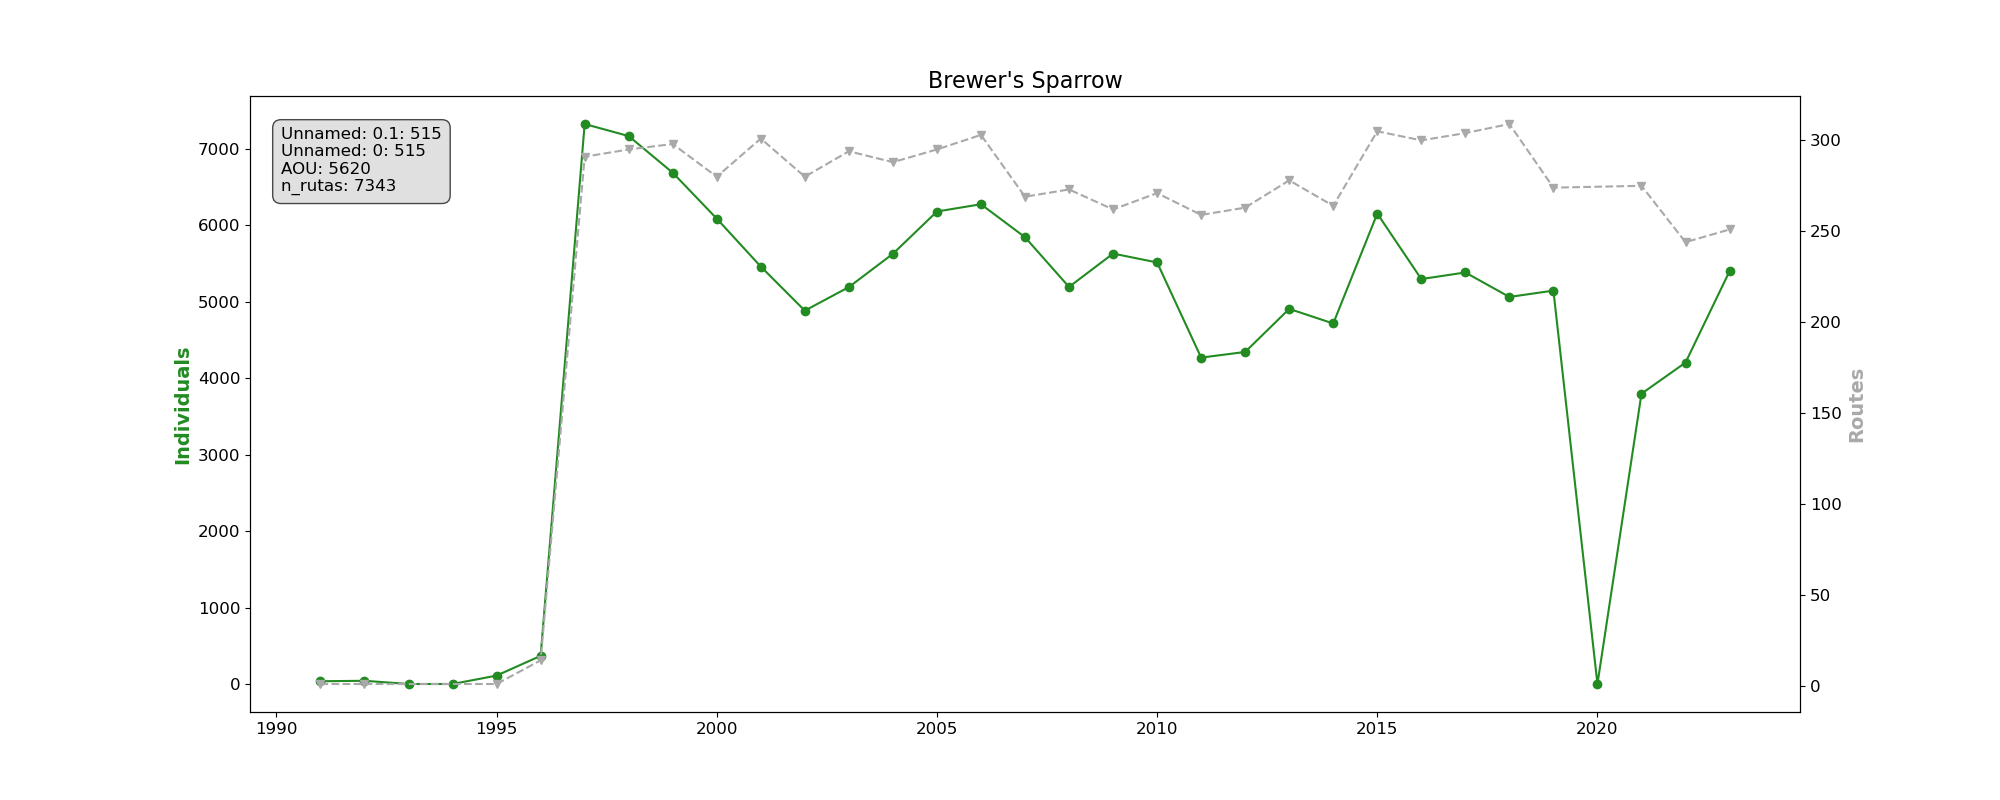 Brewer's Sparrow
Unnamed: 0.1: 515
Unnamed: 0: 515
AOU: 5620
n_rutas: 7343
Individuals
7000
6000
5000
4000
3000
2000
1000
0
300
250
200
150
100
50
0
Routes
1990 1995 2000 2005 2010 2015 2020